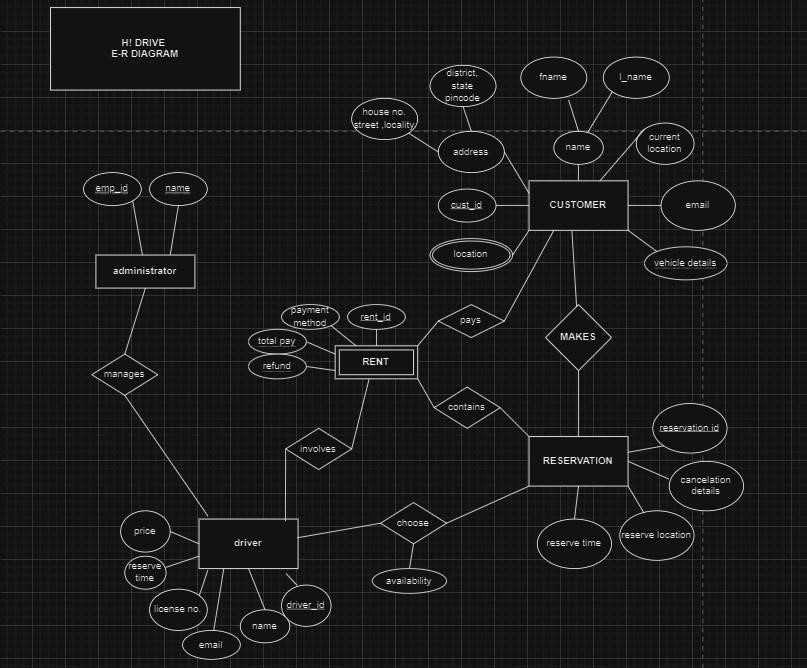 H! DRIVE
E-R DIAGRAM
district,
state
pincode
fname
l_name
house no.
street ,locality
address
name
current
location
emp_id
name
cust_id
CUSTOMER
email
location
vehicle details
administrator
payment
method
rent_id
pays
total pay
MAKES
RENT
refund
manages
contains
reservation id
involves
RESERVATION
cancelation
details
choose
price
driver
reserve time
reserve location
reserve
time
availability
license no.
driver_id
name
email